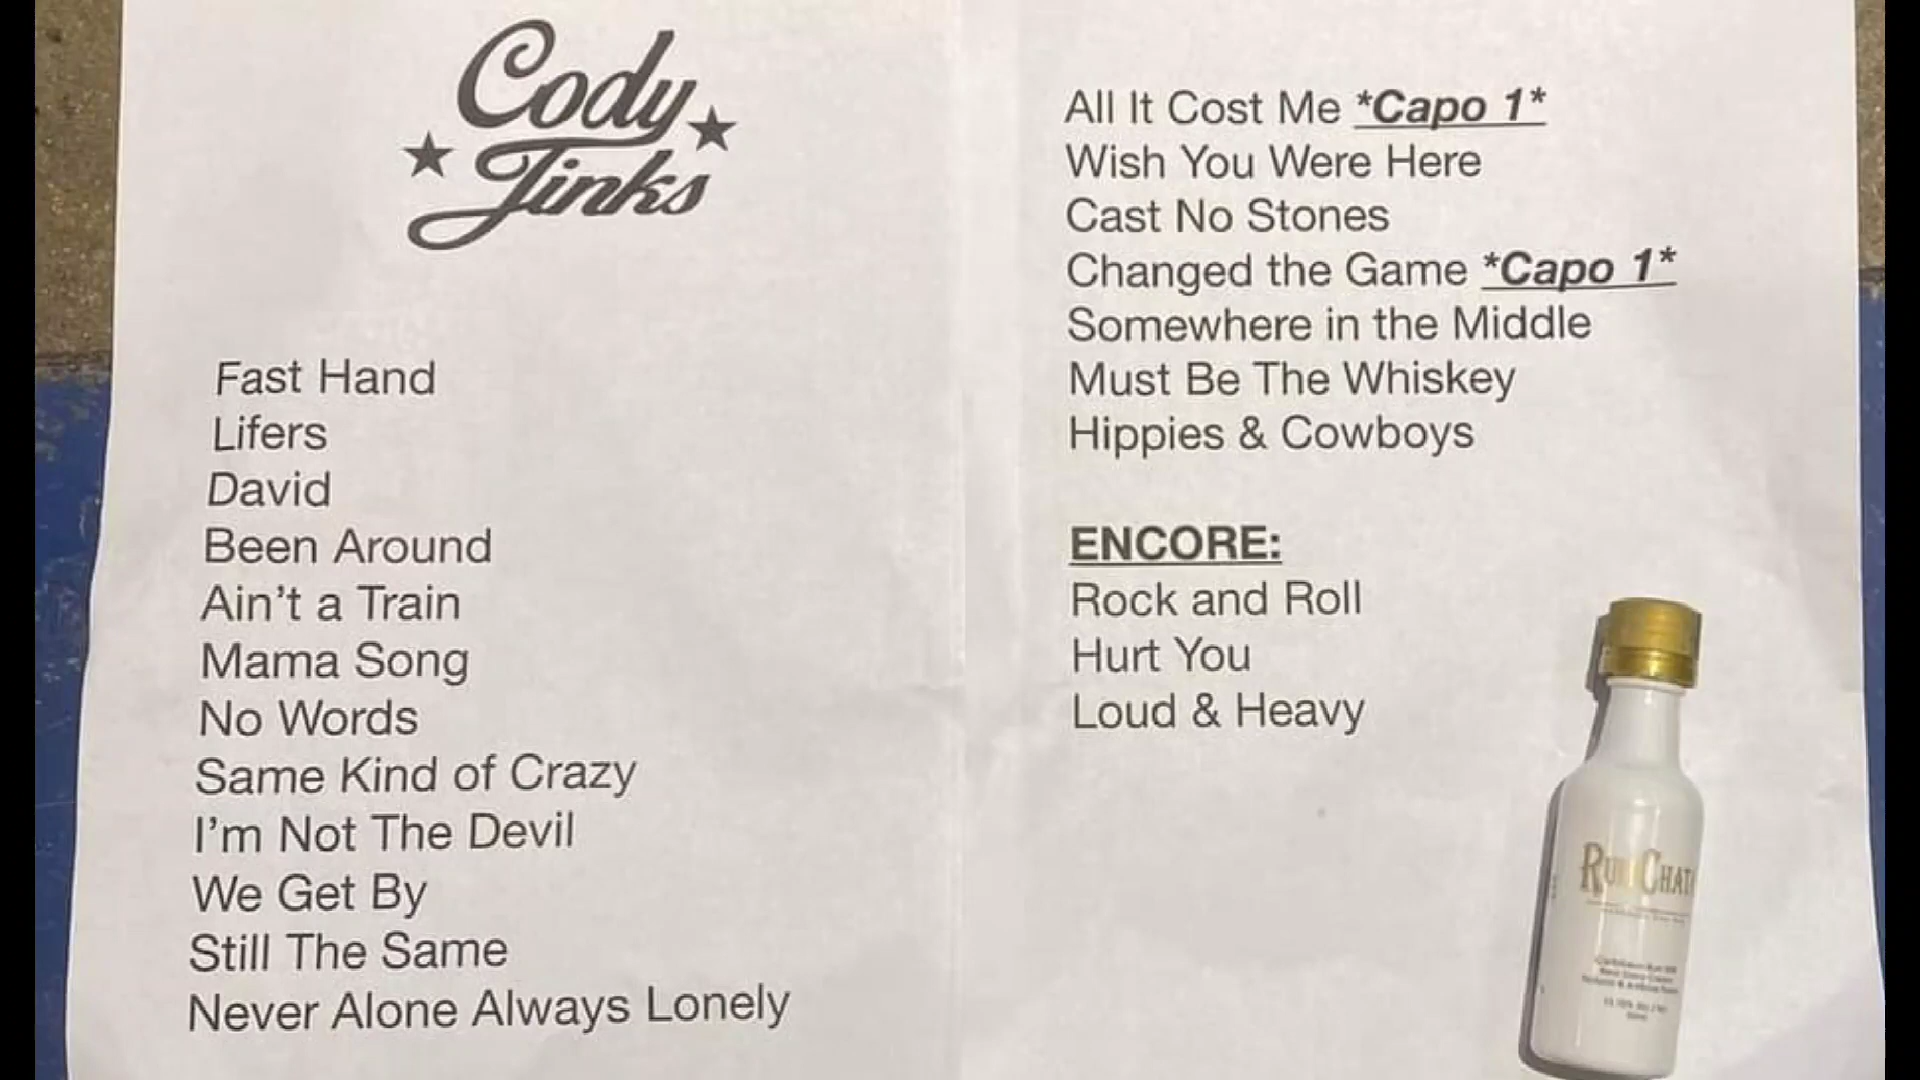 Cody
Jinks
Fast Hand
Lifers
David
Been Around
Ain't a Train
Mama Song
No Words
Same Kind of Crazy
I'm Not The Devil
We Get By
Still The Same
Never Alone Always Lonely
All It Cost Me *Capo 1*
Wish You Were Here
Cast No Stones
Changed the Game *Capo 1*
Somewhere in the Middle
Must Be The Whiskey
Hippies & Cowboys
ENCORE:
Rock and Roll
Hurt You
Loud & Heavy
RUMCHAT